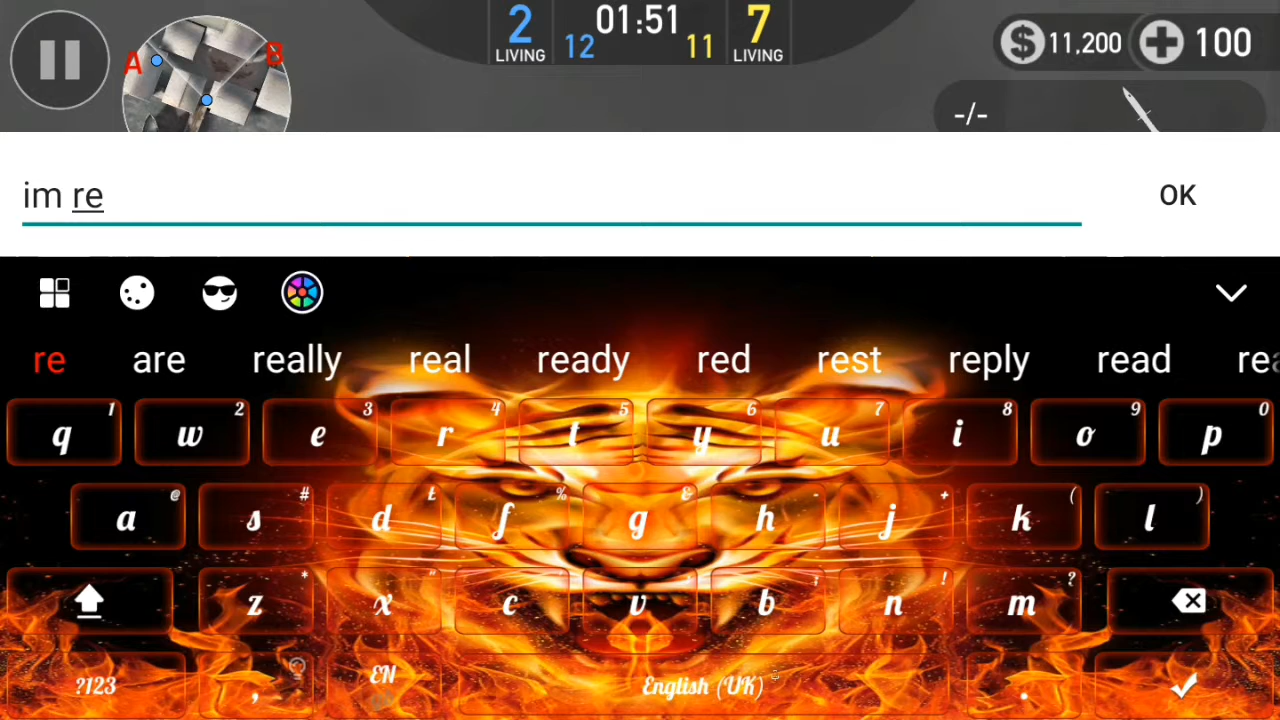 A B
2 LIVING 12 01:51 11 7 LIVING
$ 11,200 100
-/-
im re OK
re are really real ready red rest reply read rea
1 2 3 4 5 6 7 8 9 0
q w e r t y u i o p
@ # £ % & - + ( )
a s d f g h j k l
* " ' : ; ! ?
z x c v b n m
?123 , EN English (UK) .